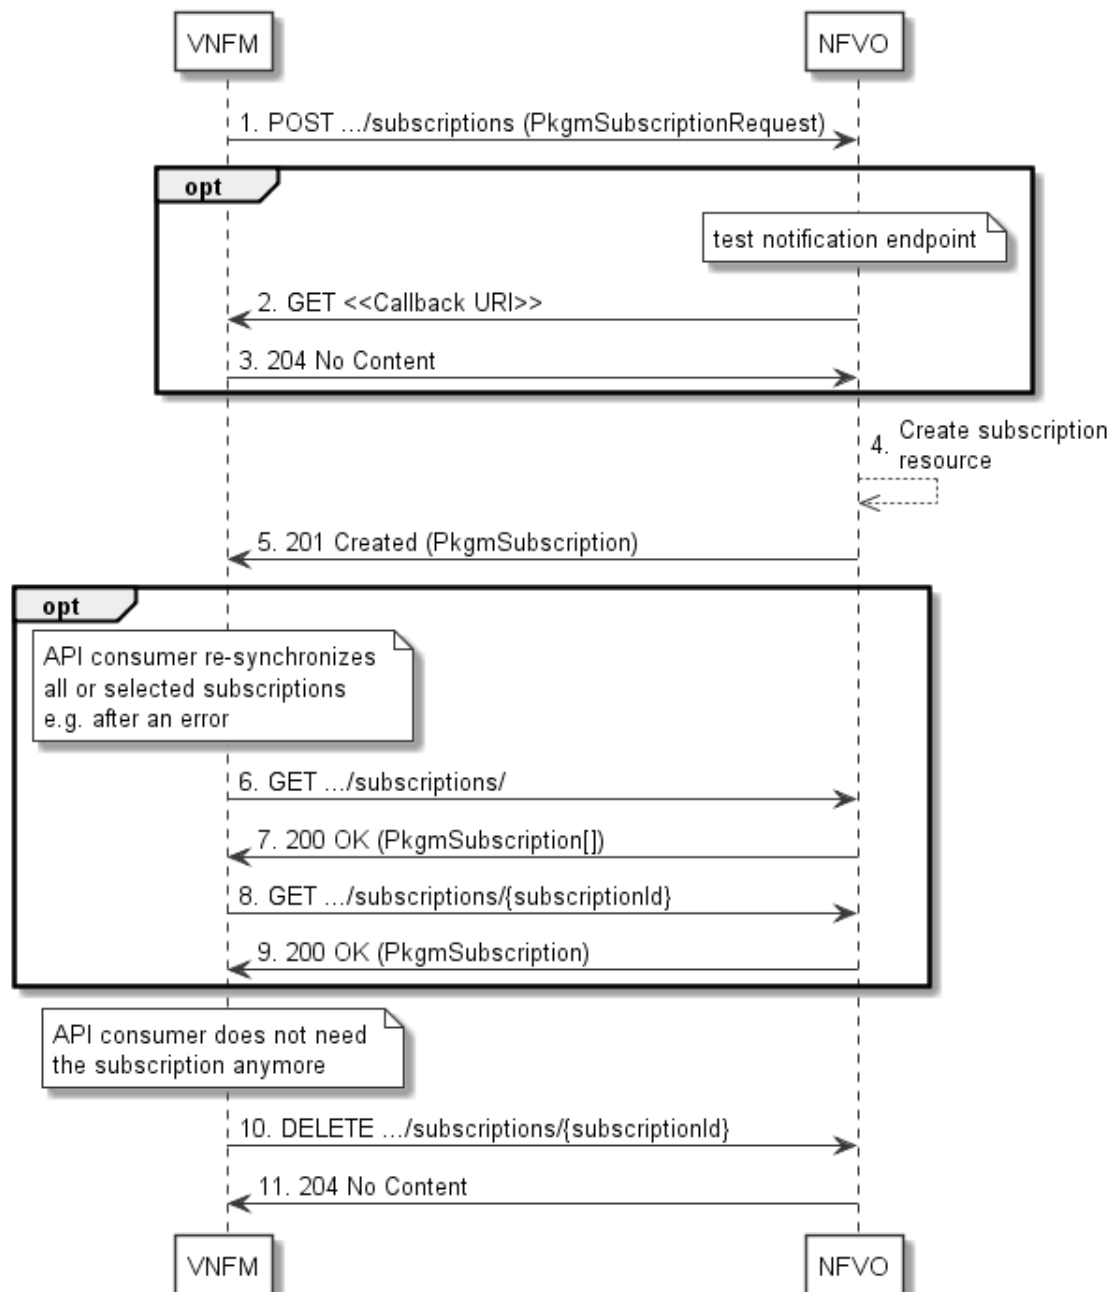 VNFM
NFVO
1. POST .../subscriptions (PkgmSubscriptionRequest)
opt
test notification endpoint
2. GET <<Callback URI>>
3. 204 No Content
4. Create subscription
resource
5. 201 Created (PkgmSubscription)
opt
API consumer re-synchronizes
all or selected subscriptions
e.g. after an error
6. GET .../subscriptions/
7. 200 OK (PkgmSubscription[])
8. GET .../subscriptions/{subscriptionId}
9. 200 OK (PkgmSubscription)
API consumer does not need
the subscription anymore
10. DELETE .../subscriptions/{subscriptionId}
11. 204 No Content
VNFM
NFVO